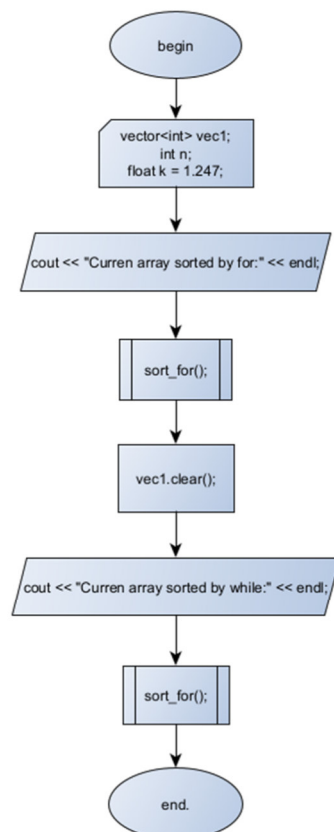 begin
vector<int> vec1;
int n;
float k = 1.247;
cout << "Curren array sorted by for:" << endl;
sort_for();
vec1.clear();
cout << "Curren array sorted by while:" << endl;
sort_for();
end.